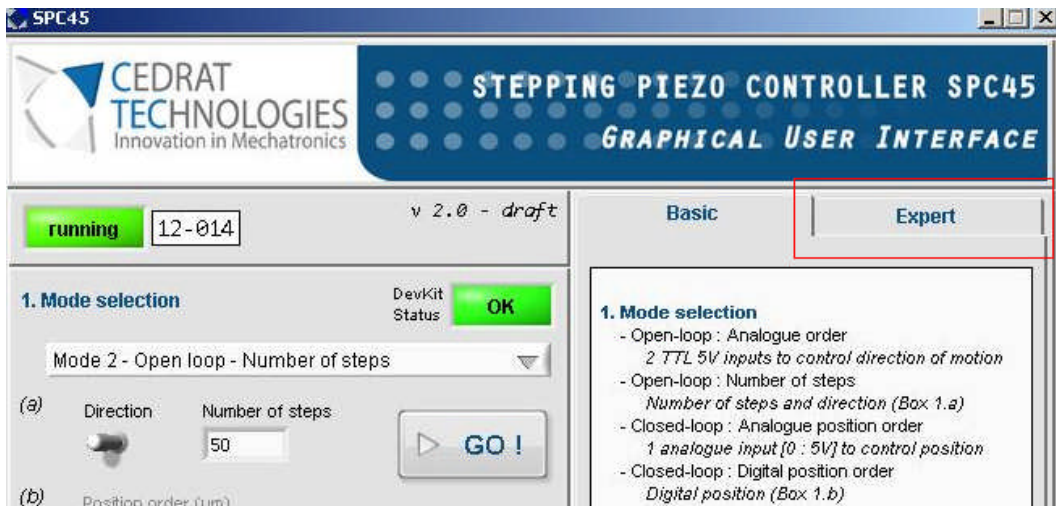 SPC45
CEDRAT
TECHNOLOGIES
Innovation in Mechatronics
STEPPING PIEZO CONTROLLER SPC45
GRAPHICAL USER INTERFACE
running
12-014
v 2.0 - draft
Basic
Expert
1. Mode selection
DevKit
Status
OK
Mode 2 - Open loop - Number of steps
(a)
Direction
Number of steps
50
GO !
(b)
Position order (um)
1. Mode selection
- Open-loop : Analogue order
2 TTL 5V inputs to control direction of motion
- Open-loop : Number of steps
Number of steps and direction (Box 1.a)
- Closed-loop : Analogue position order
1 analogue input [0 : 5V] to control position
- Closed-loop : Digital position order
Digital position (Box 1.b)